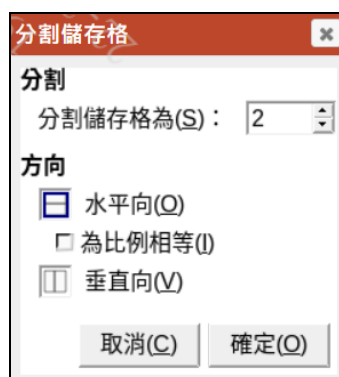 分割儲存格
分割
分割儲存格為(S)： 2
方向
水平向(O)
為比例相等(I)
垂直向(V)
取消(C) 確定(O)